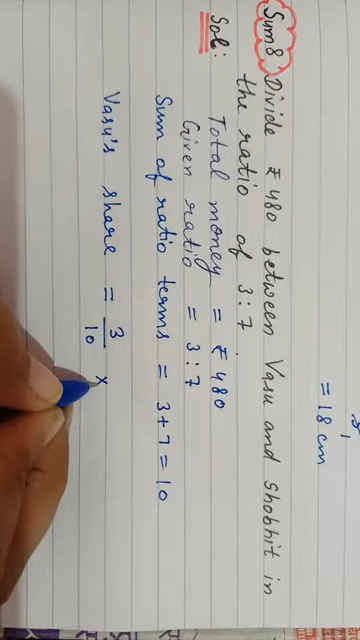 8,
= 18 cm
Sum 8 Divide ₹ 480 between Vasu and Shobhit in
the ratio of 3:7
Sol: Total money = ₹ 480
Given ratio = 3:7
Sum of ratio terms = 3+7 = 10
Vasu's share = 3/10 x